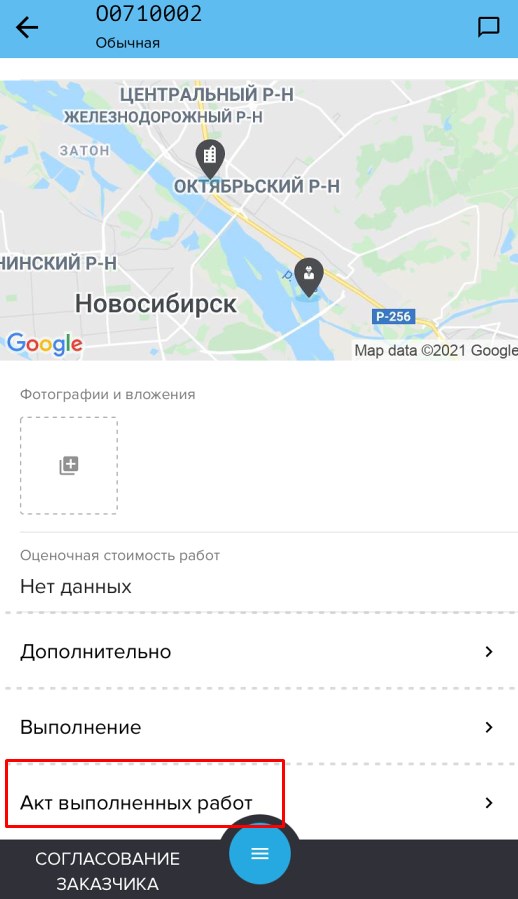 O0710002
Обычная
ЦЕНТРАЛЬНЫЙ Р-Н
ЖЕЛЕЗНОДОРОЖНЫЙ Р-Н
ЗАТОН
ОКТЯБРЬСКИЙ Р-Н
НИНСКИЙ Р-Н
Новосибирск
Р-256
Google
Map data ©2021 Google
Фотографии и вложения
Оценочная стоимость работ
Нет данных
Дополнительно
Выполнение
Акт выполненных работ
СОГЛАСОВАНИЕ
ЗАКАЗЧИКА